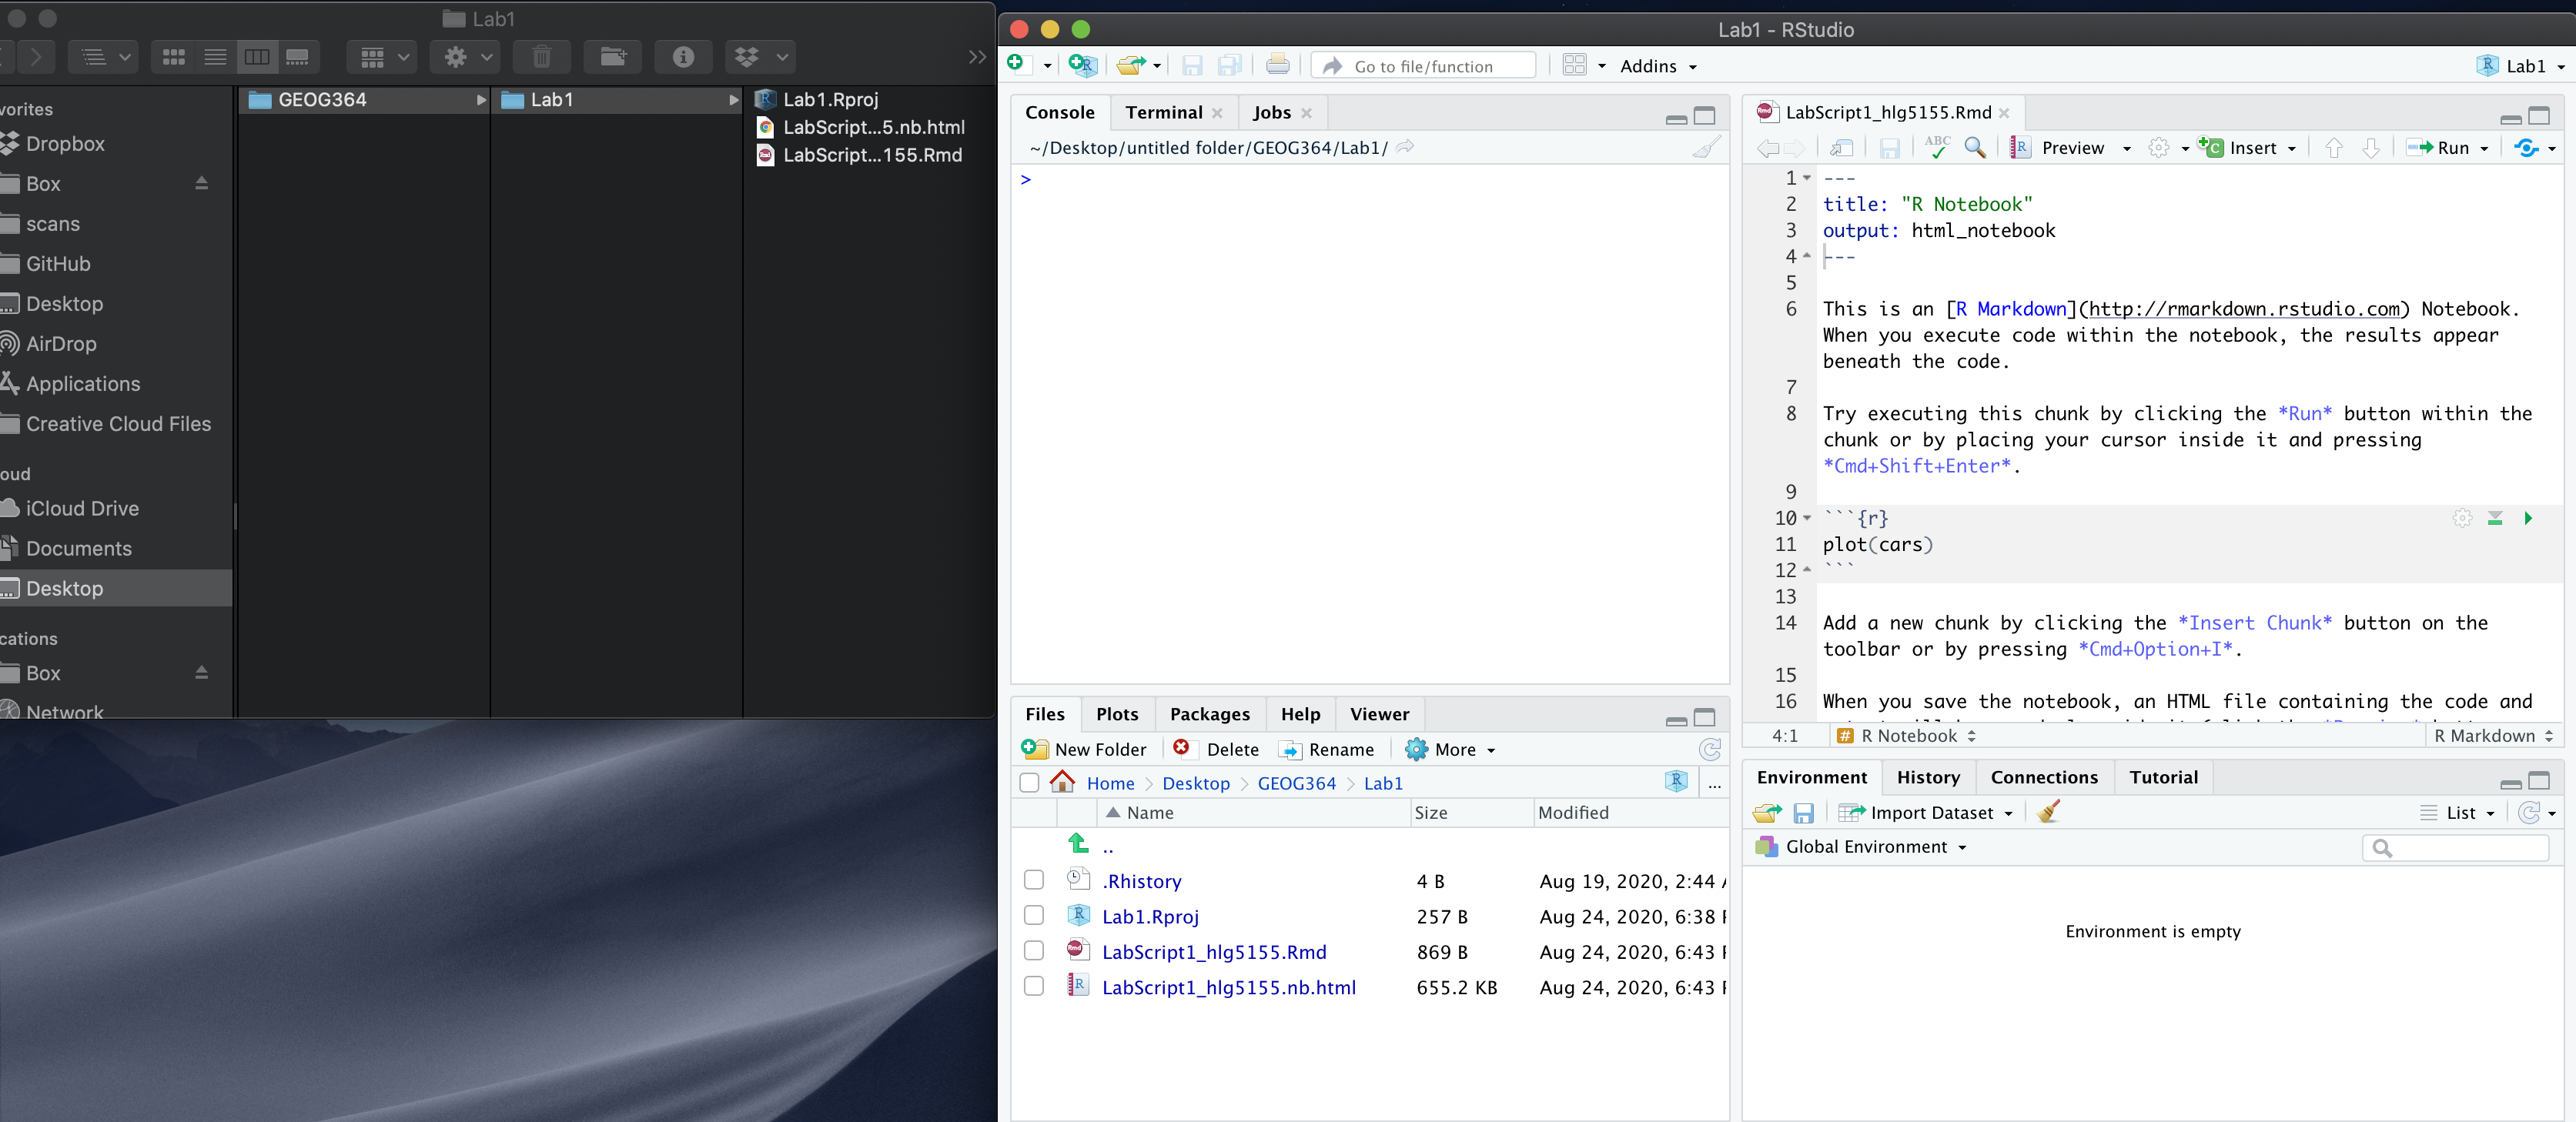 Lab1
vorites
Dropbox
Box
scans
GitHub
Desktop
AirDrop
Applications
Creative Cloud Files
oud
iCloud Drive
Documents
Desktop
cations
Box
Network
GEOG364
Lab1
Lab1.Rproj
LabScript...5.nb.html
LabScript...155.Rmd
Lab1 - RStudio
Go to file/function
Addins
Lab1
Console Terminal Jobs
~/Desktop/untitled folder/GEOG364/Lab1/
>
Files Plots Packages Help Viewer
New Folder Delete Rename More
Home Desktop GEOG364 Lab1 ...
Name Size Modified
..
.Rhistory 4 B Aug 19, 2020, 2:44
Lab1.Rproj 257 B Aug 24, 2020, 6:38
LabScript1_hlg5155.Rmd 869 B Aug 24, 2020, 6:43
LabScript1_hlg5155.nb.html 655.2 KB Aug 24, 2020, 6:43
LabScript1_hlg5155.Rmd
ABC Preview Insert Run
1 ---
2 title: "R Notebook"
3 output: html_notebook
4 ---
5
6 This is an [R Markdown](http://rmarkdown.rstudio.com) Notebook.
When you execute code within the notebook, the results appear
beneath the code.
7
8 Try executing this chunk by clicking the *Run* button within the
chunk or by placing your cursor inside it and pressing
*Cmd+Shift+Enter*.
9
10 ```{r}
11 plot(cars)
12 ```
13
14 Add a new chunk by clicking the *Insert Chunk* button on the
toolbar or by pressing *Cmd+Option+I*.
15
16 When you save the notebook, an HTML file containing the code and
4:1 R Notebook R Markdown
Environment History Connections Tutorial
Import Dataset List
Global Environment
Environment is empty